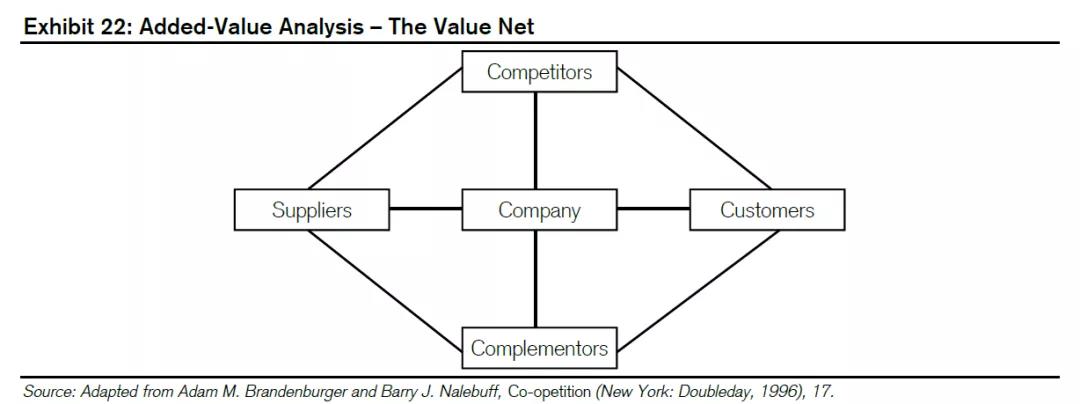 Exhibit 22: Added-Value Analysis – The Value Net
Competitors
Suppliers
Company
Customers
Complementors
Source: Adapted from Adam M. Brandenburger and Barry J. Nalebuff, Co-opetition (New York: Doubleday, 1996), 17.